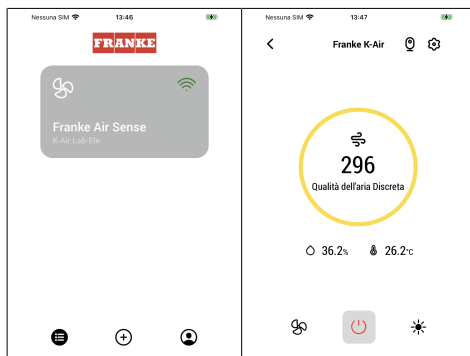 Nessuna SIM 13:46
FRANKE
Franke Air Sense
K-Air Lab-Ele
Nessuna SIM 13:47
Franke K-Air
296
Qualità dell'aria Discreta
36.2% 26.2°C